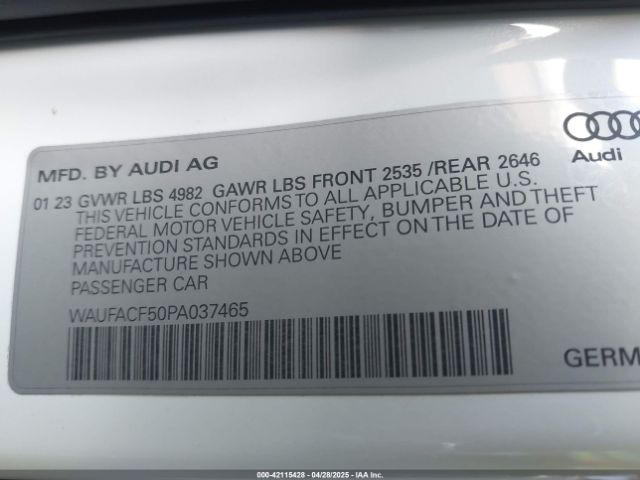 MFD. BY AUDI AG
Audi
01 23 GVWR LBS 4982 GAWR LBS FRONT 2535 /REAR 2646
THIS VEHICLE CONFORMS TO ALL APPLICABLE U.S.
FEDERAL MOTOR VEHICLE SAFETY, BUMPER AND THEFT
PREVENTION STANDARDS IN EFFECT ON THE DATE OF
MANUFACTURE SHOWN ABOVE
PASSENGER CAR
WAUFACF50PA037465
GERM
000-42115428 - 04/28/2025 - IAA, Inc.